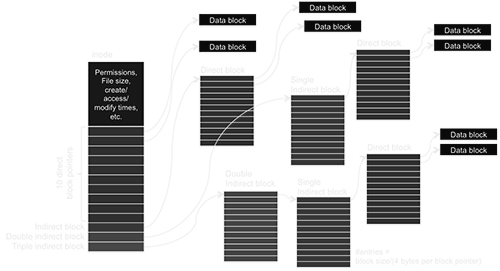 Data block
Data block
Data block
Data block
inode
Permissions,
File size,
create/
access/
modify times,
etc.
Direct block
Single
Indirect block
Direct block
Data block
Data block
10 direct
block pointers
Indirect block
Double indirect block
Triple indirect block
Double
Indirect block
Single
Indirect block
Direct block
Data block
Data block
#entries =
block size/(4 bytes per block pointer)